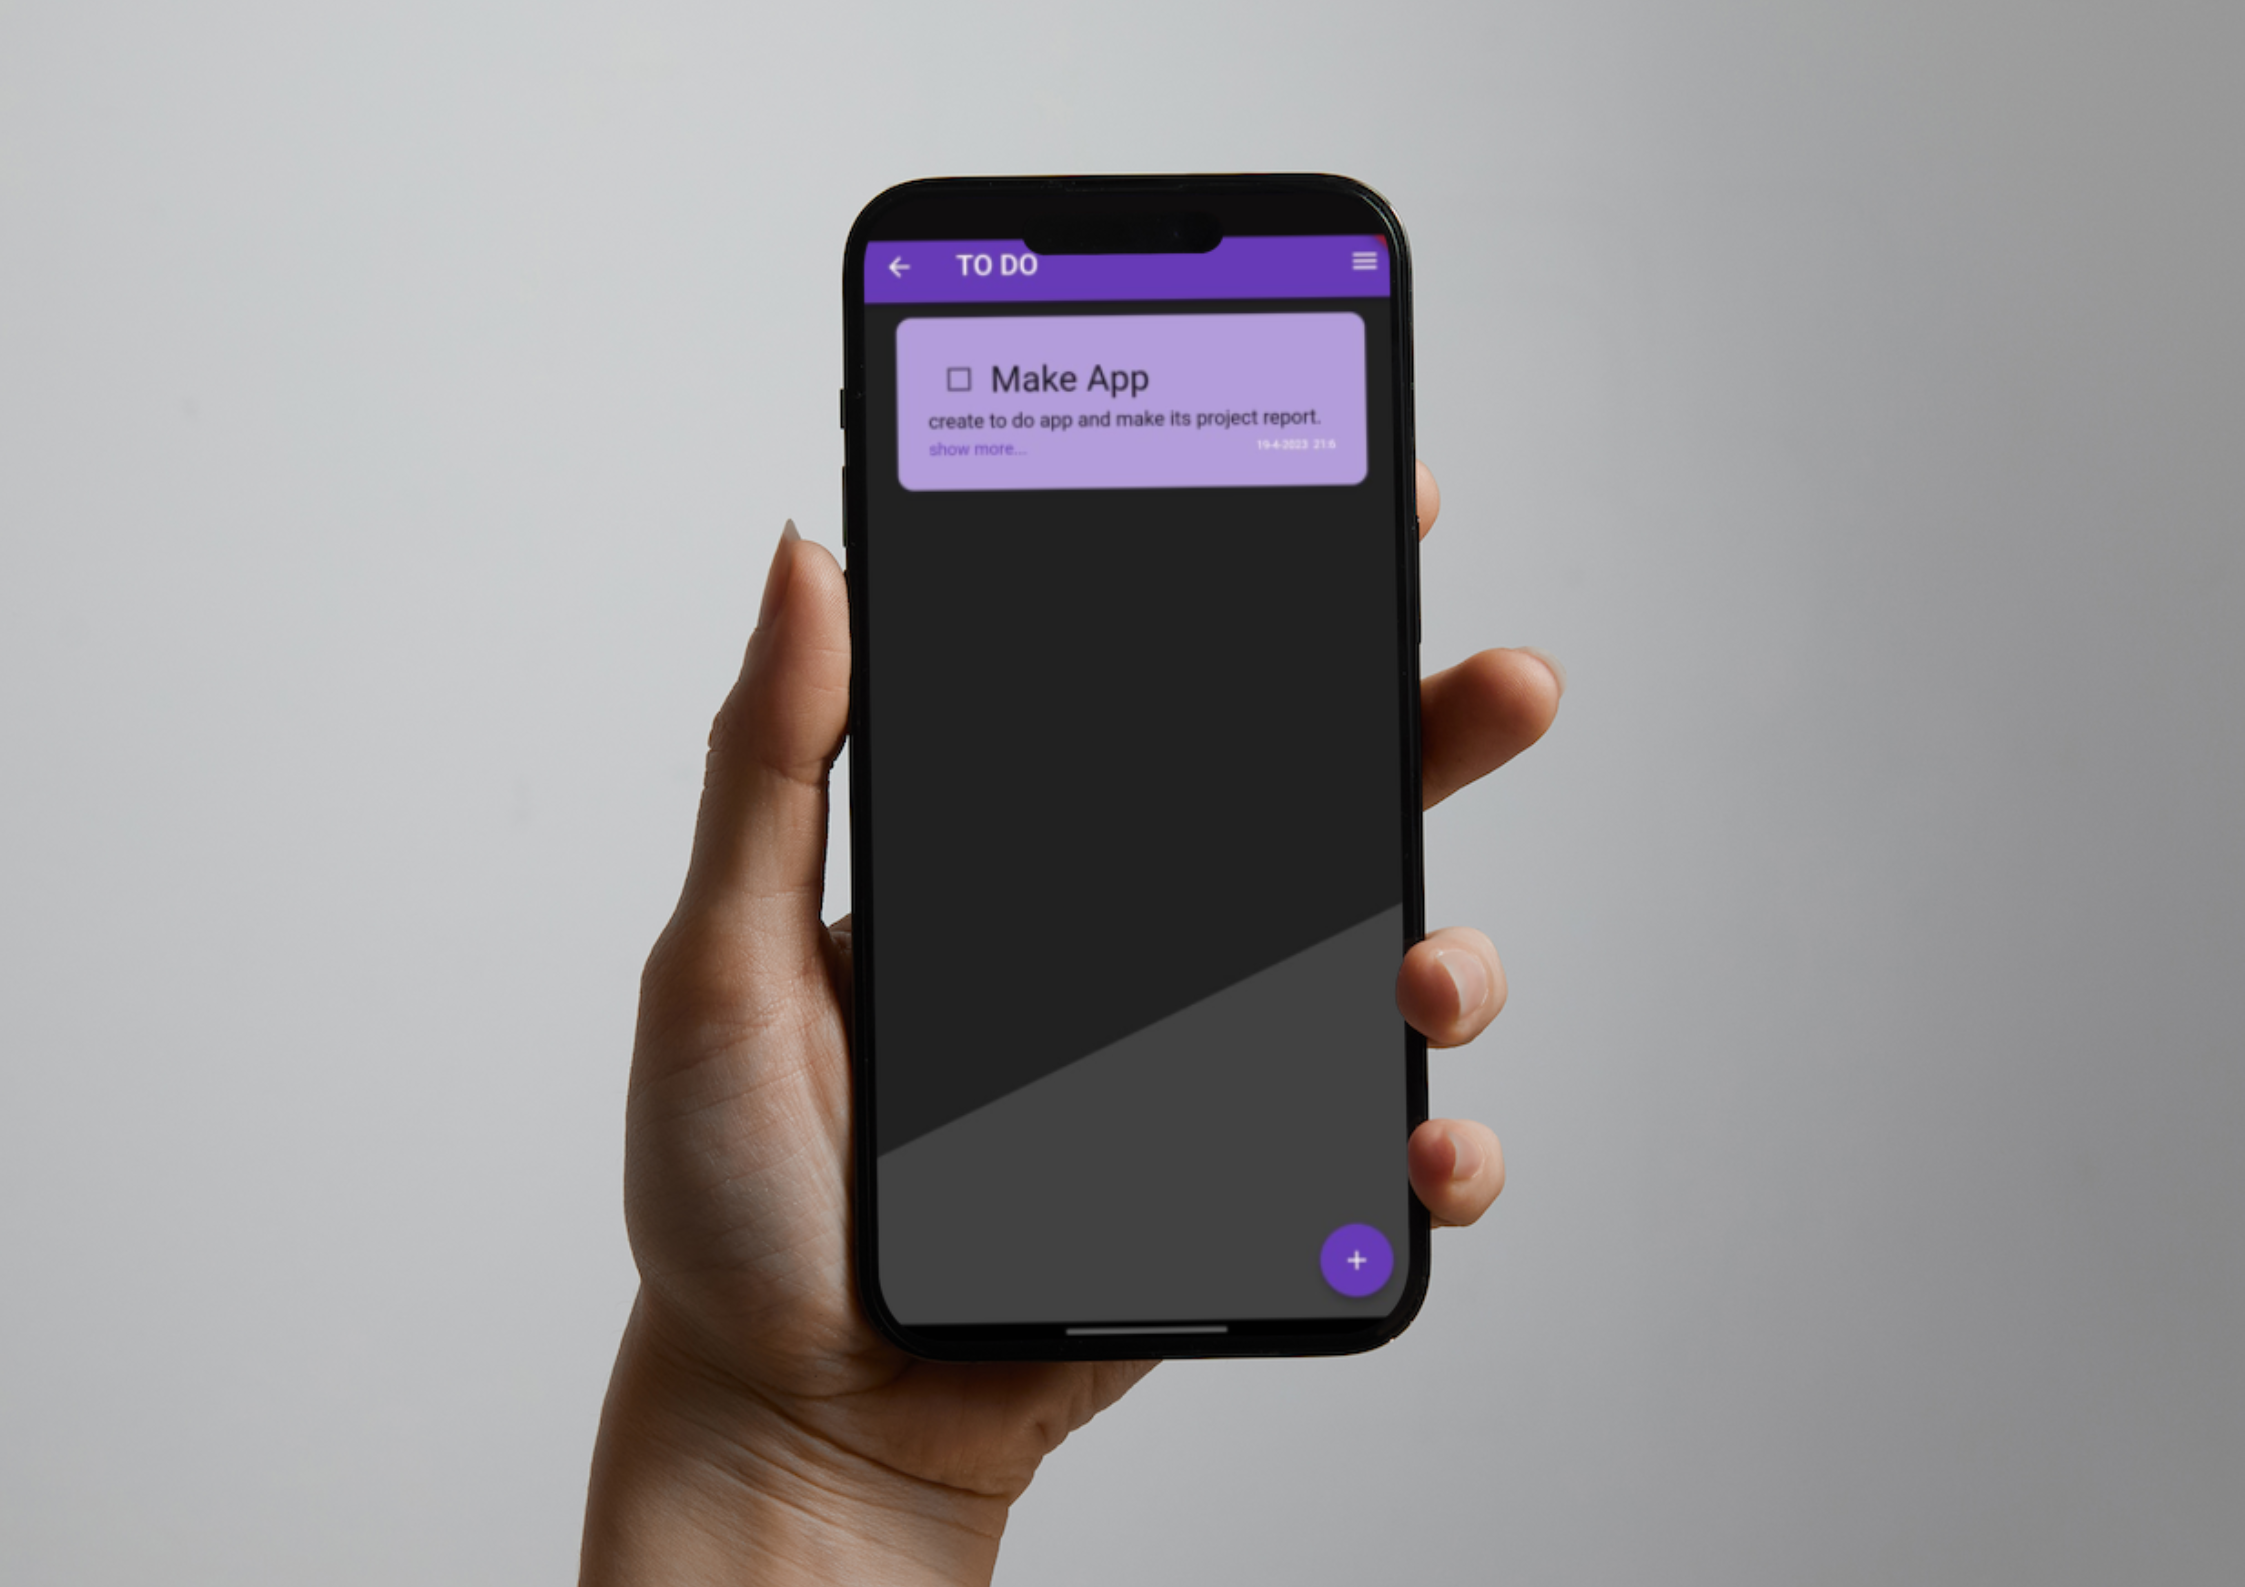 TO DO
Make App
create to do app and make its project report.
show more...
19-4-2023 21:6